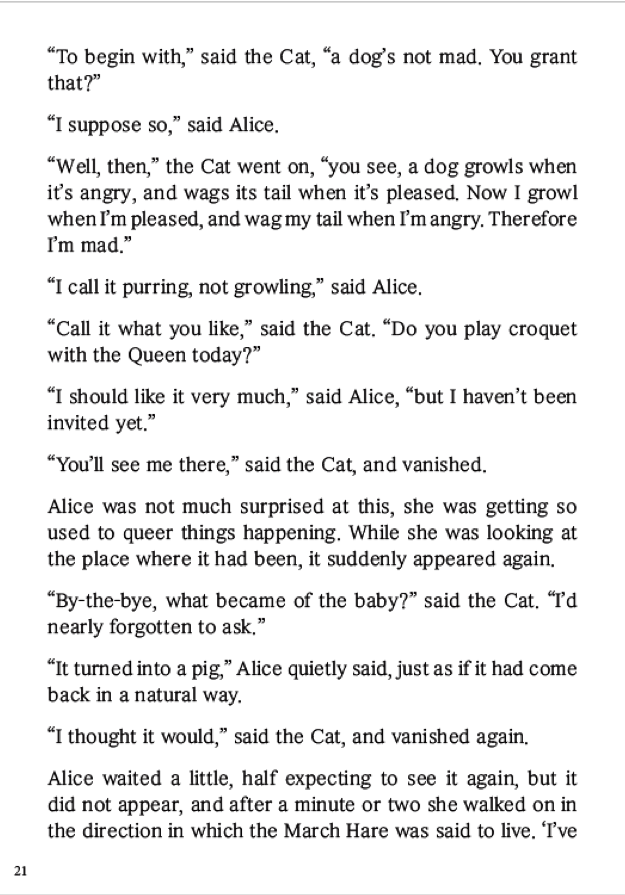 “To begin with,” said the Cat, “a dog’s not mad. You grant
that?”
“I suppose so,” said Alice.
“Well, then,” the Cat went on, “you see, a dog growls when
it’s angry, and wags its tail when it’s pleased. Now I growl
when I’m pleased, and wag my tail when I’m angry. Therefore
I’m mad.”
“I call it purring, not growling,” said Alice.
“Call it what you like,” said the Cat. “Do you play croquet
with the Queen today?”
“I should like it very much,” said Alice, “but I haven’t been
invited yet.”
“You’ll see me there,” said the Cat, and vanished.
Alice was not much surprised at this, she was getting so
used to queer things happening. While she was looking at
the place where it had been, it suddenly appeared again.
“By-the-bye, what became of the baby?” said the Cat. “I’d
nearly forgotten to ask.”
“It turned into a pig,” Alice quietly said, just as if it had come
back in a natural way.
“I thought it would,” said the Cat, and vanished again.
Alice waited a little, half expecting to see it again, but it
did not appear, and after a minute or two she walked on in
the direction in which the March Hare was said to live. ‘I’ve
21